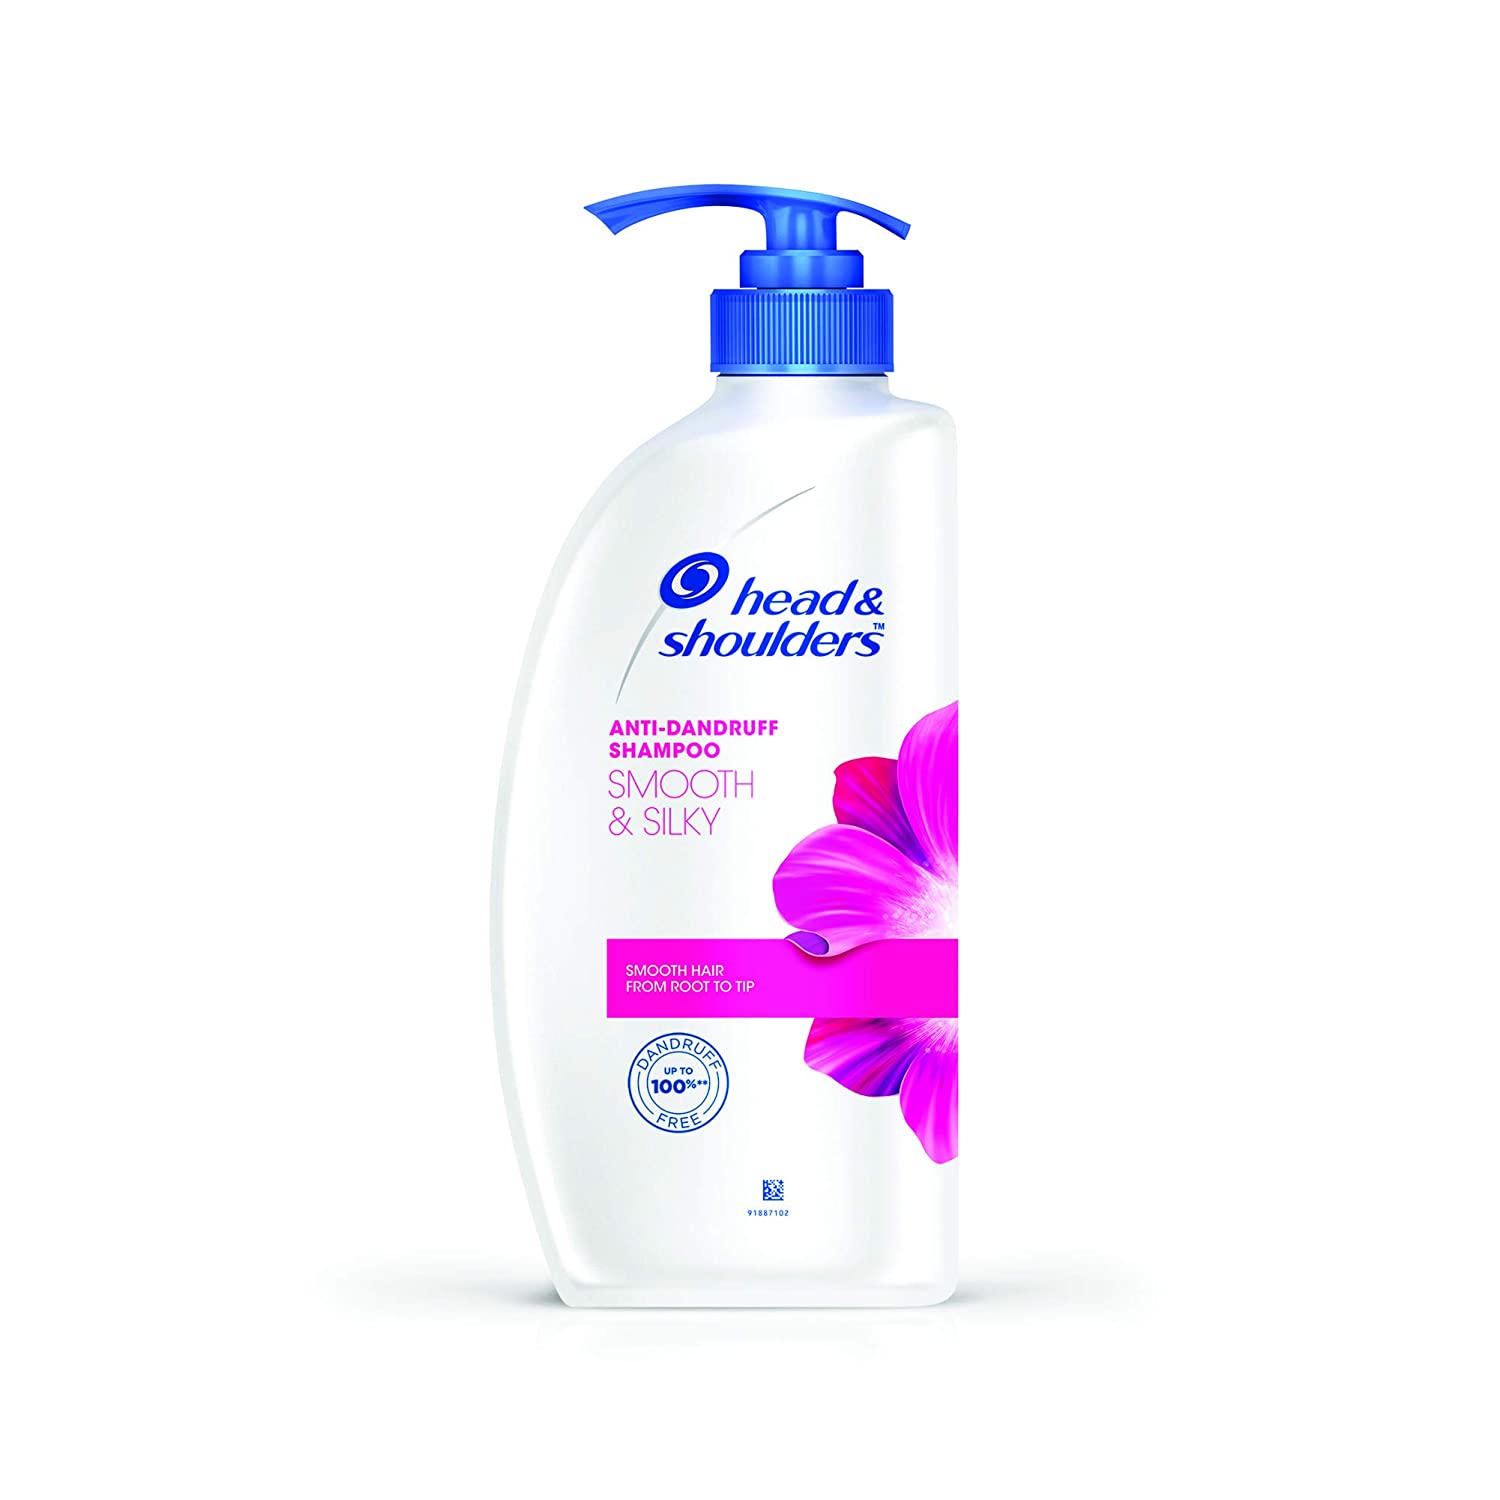 head &
shoulders™
ANTI-DANDRUFF
SHAMPOO
SMOOTH
& SILKY
SMOOTH HAIR
FROM ROOT TO TIP
DANDRUFF
UP TO
100%**
FREE
91887102